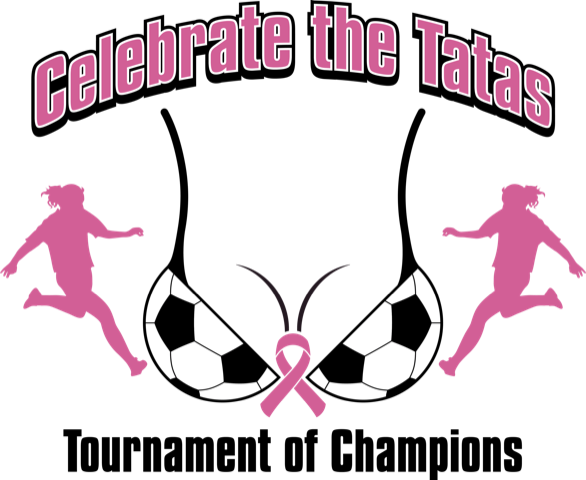 Celebrate the Tatas
Tournament of Champions